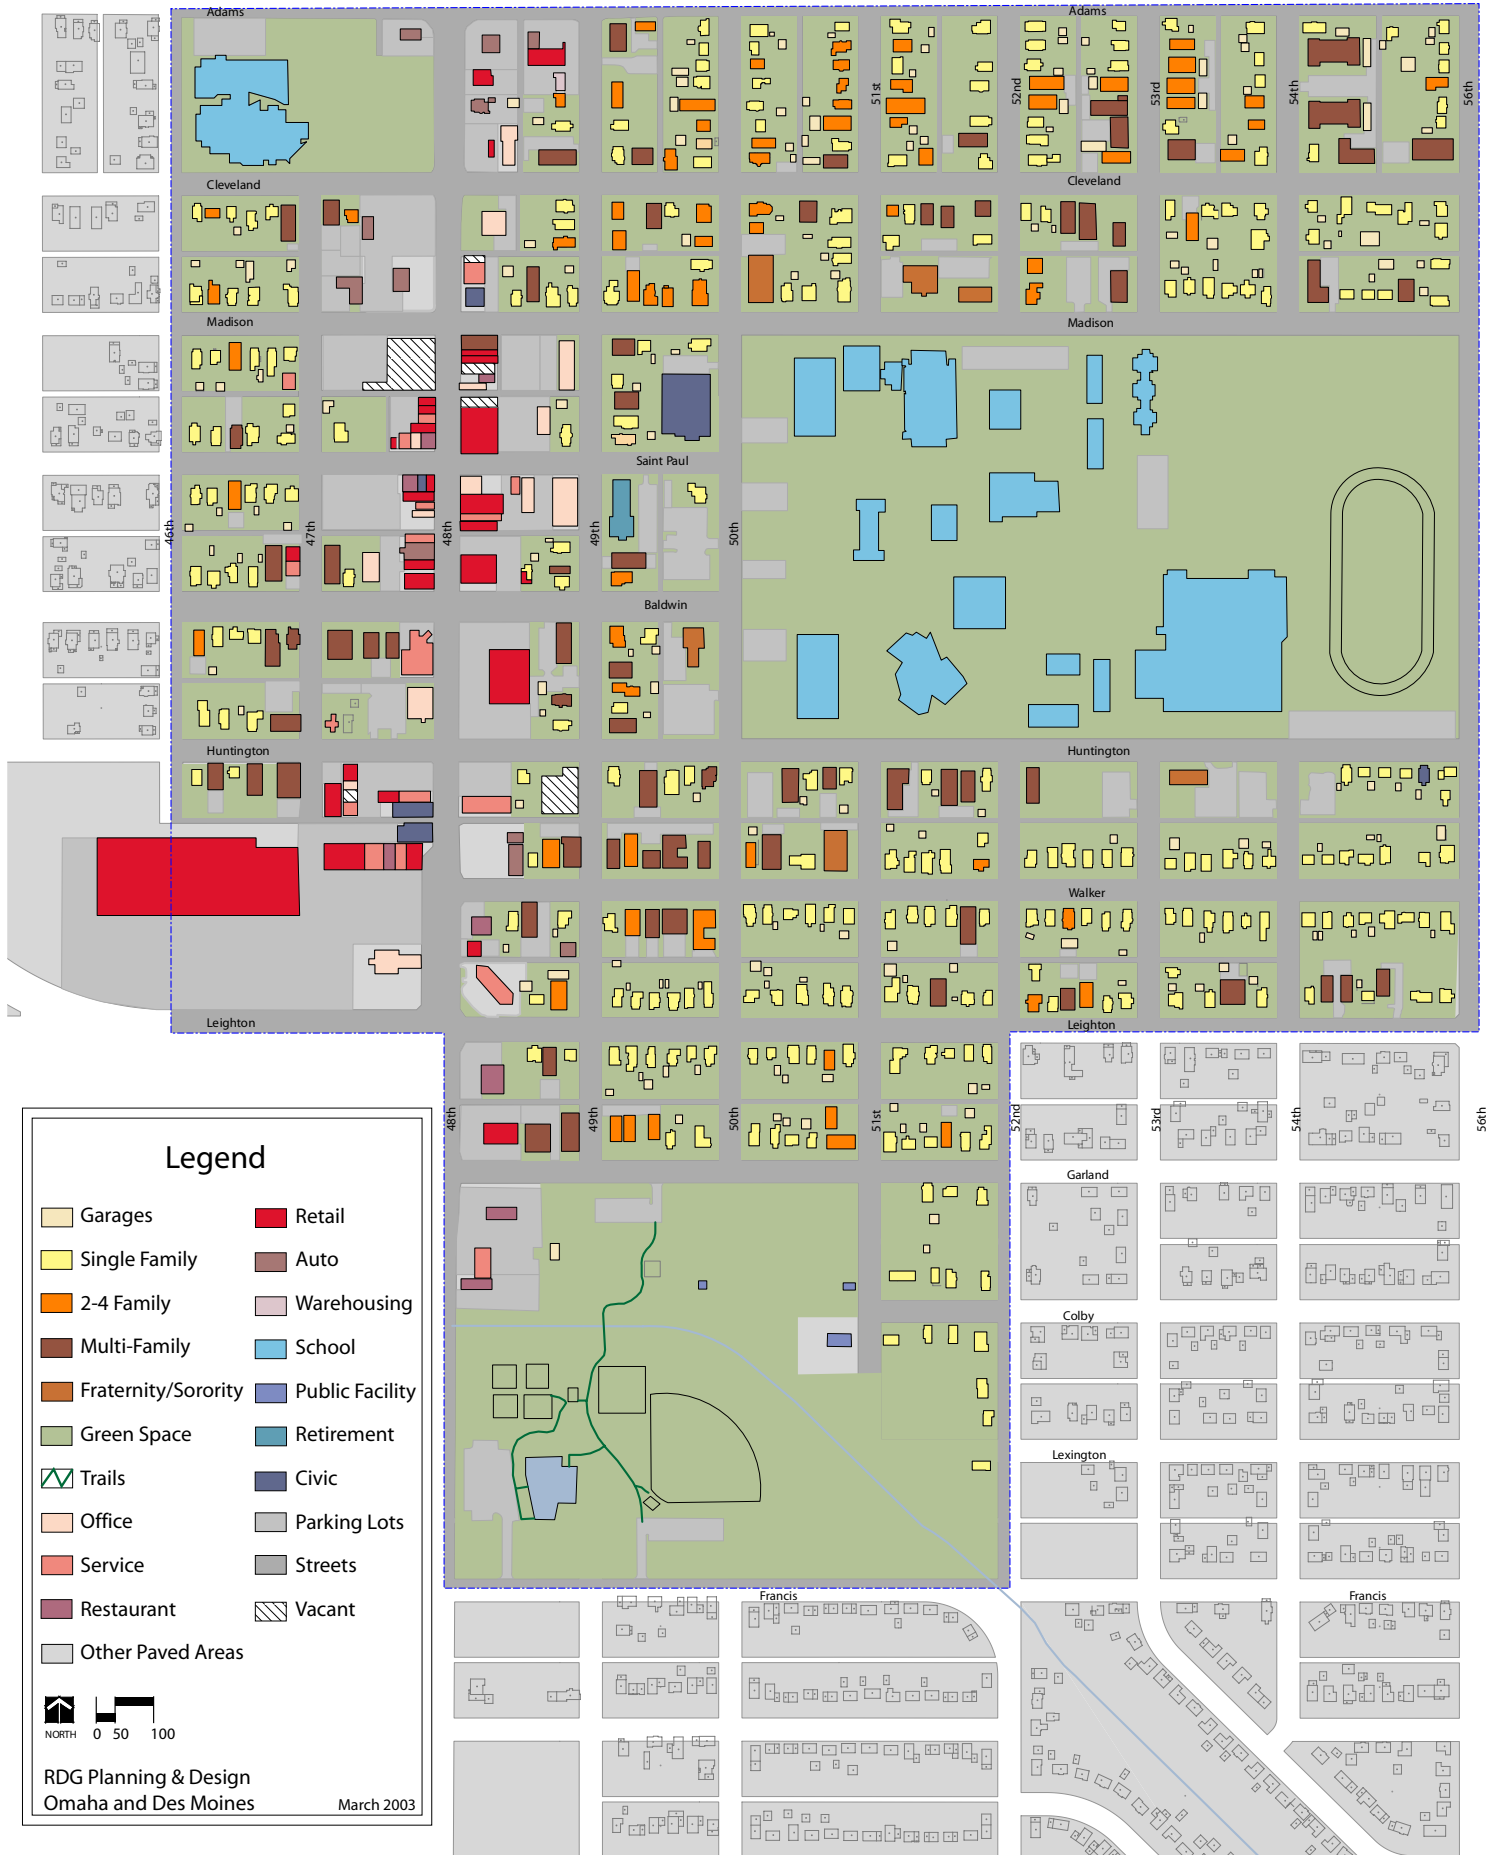 Adams
Adams
51st
52nd
53rd
54th
56th
Cleveland
Cleveland
Madison
Madison
Saint Paul
46th
47th
48th
49th
50th
Baldwin
Huntington
Huntington
Walker
Leighton
Leighton
48th
49th
50th
51st
52nd
53rd
54th
56th
Garland
Colby
Lexington
Francis
Francis
Legend
Garages
Retail
Single Family
Auto
2-4 Family
Warehousing
Multi-Family
School
Fraternity/Sorority
Public Facility
Green Space
Retirement
Trails
Civic
Office
Parking Lots
Service
Streets
Restaurant
Vacant
Other Paved Areas
NORTH
0 50 100
RDG Planning & Design
Omaha and Des Moines
March 2003